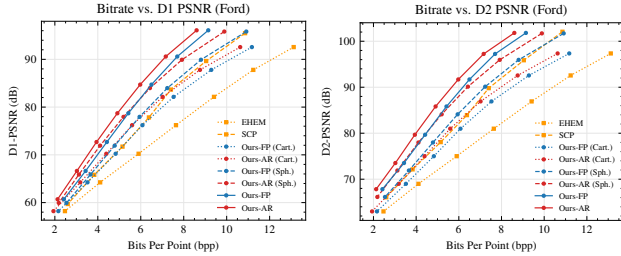 Bitrate vs. D1 PSNR (Ford)
D1-PSNR (dB)
90
80
70
60
2 4 6 8 10 12
Bits Per Point (bpp)
EHEM
SCP
Ours-FP (Cart.)
Ours-AR (Cart.)
Ours-FP (Sph.)
Ours-AR (Sph.)
Ours-FP
Ours-AR
Bitrate vs. D2 PSNR (Ford)
D2-PSNR (dB)
100
90
80
70
2 4 6 8 10 12
Bits Per Point (bpp)
EHEM
SCP
Ours-FP (Cart.)
Ours-AR (Cart.)
Ours-FP (Sph.)
Ours-AR (Sph.)
Ours-FP
Ours-AR